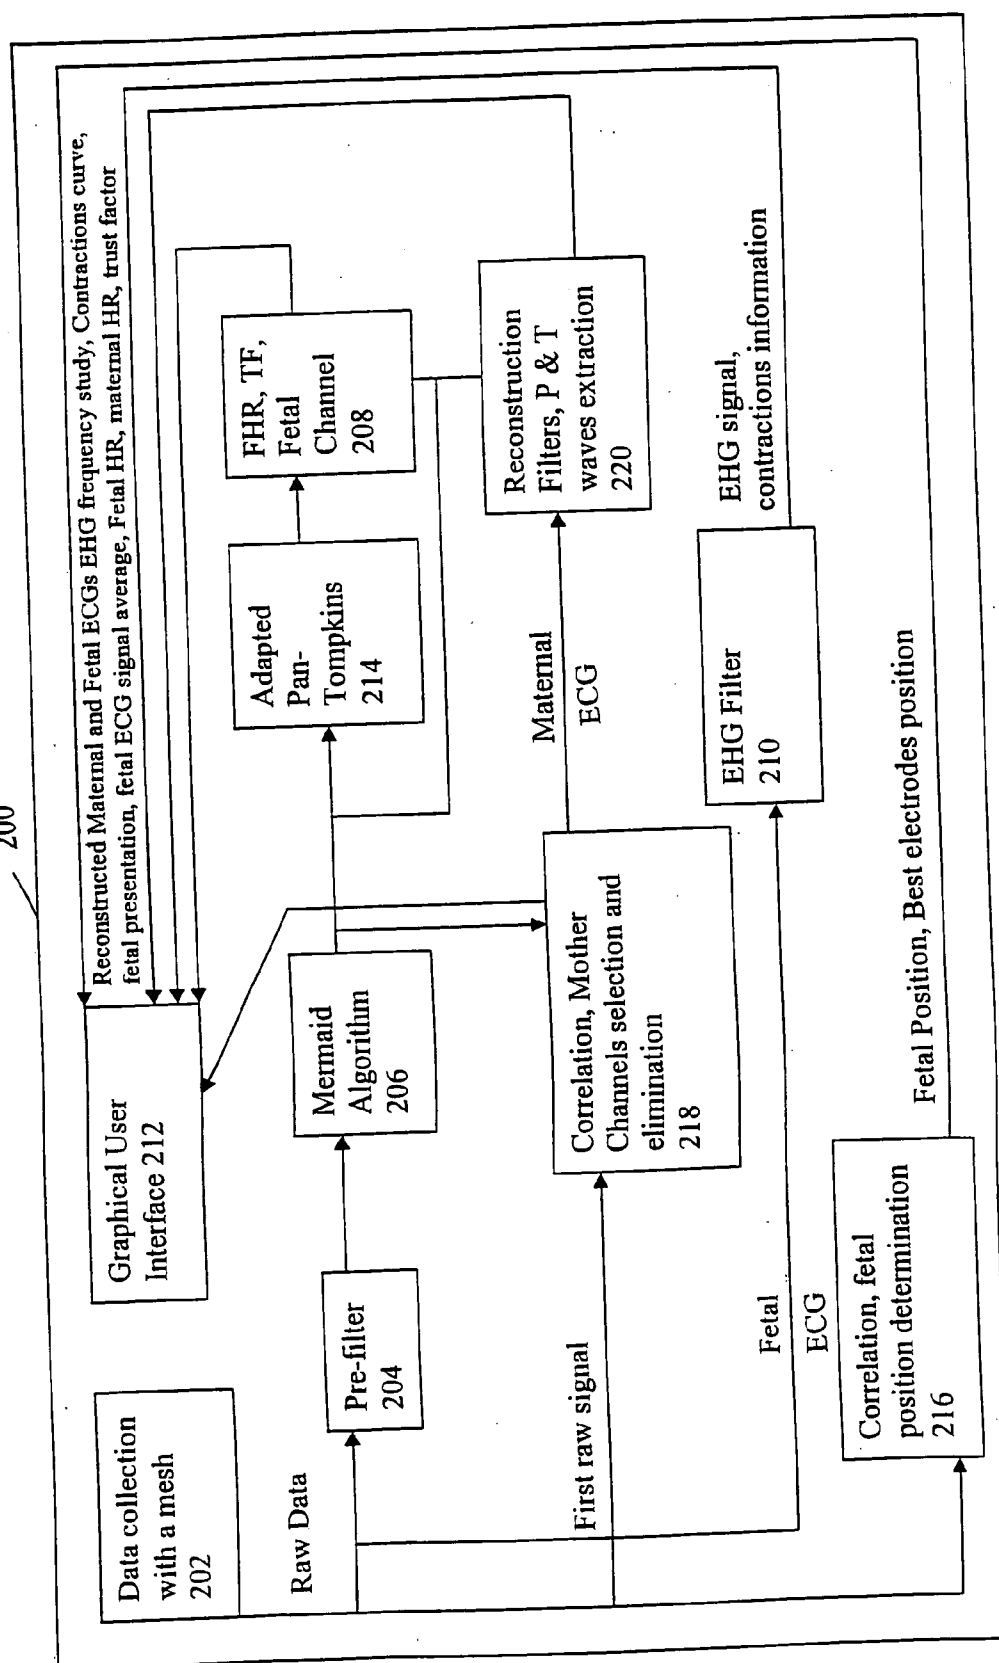 200
Reconstructed Maternal and Fetal ECGs EHG frequency study, Contractions curve,
fetal presentation, fetal ECG signal average, Fetal HR, maternal HR, trust factor
Data collection
with a mesh
202
Graphical User
Interface 212
Raw Data
Pre-filter
204
Mermaid
Algorithm
206
Adapted
Pan-
Tompkins
214
FHR, TF,
Fetal
Channel
208
First raw signal
Correlation, Mother
Channels selection and
elimination
218
Maternal
ECG
Reconstruction
Filters, P & T
waves extraction
220
Fetal
ECG
EHG Filter
210
EHG signal,
contractions information
Correlation, fetal
position determination
216
Fetal Position, Best electrodes position